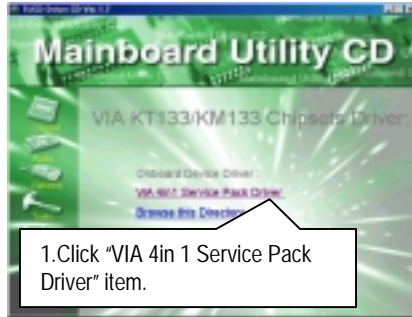 Mainboard Utility CD
VIA KT133/KM133 Chipsets Driver:
Onboard Device Driver:
VIA 4in1 Service Pack Driver
Browse this Directory
1.Click “VIA 4in 1 Service Pack
Driver” item.